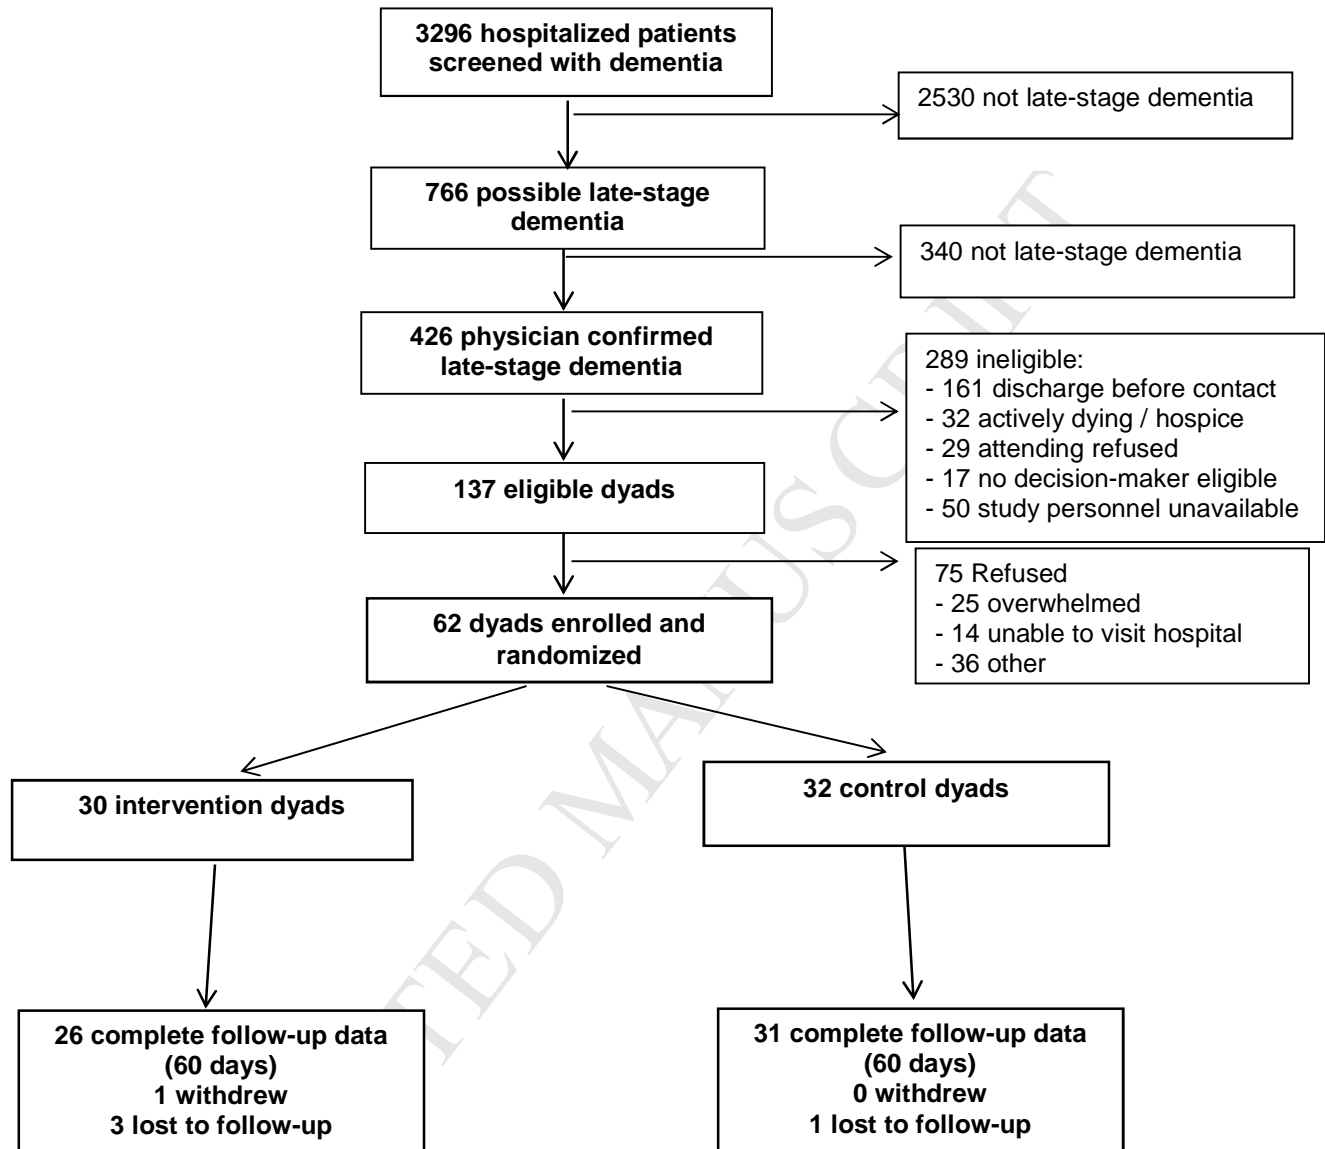 3296 hospitalized patients
screened with dementia
2530 not late-stage dementia
766 possible late-stage
dementia
340 not late-stage dementia
426 physician confirmed
late-stage dementia
289 ineligible:
- 161 discharge before contact
- 32 actively dying / hospice
- 29 attending refused
- 17 no decision-maker eligible
- 50 study personnel unavailable
137 eligible dyads
75 Refused
- 25 overwhelmed
- 14 unable to visit hospital
- 36 other
62 dyads enrolled and
randomized
30 intervention dyads
32 control dyads
26 complete follow-up data
(60 days)
1 withdrew
3 lost to follow-up
31 complete follow-up data
(60 days)
0 withdrew
1 lost to follow-up
TED MANUSCRIPT